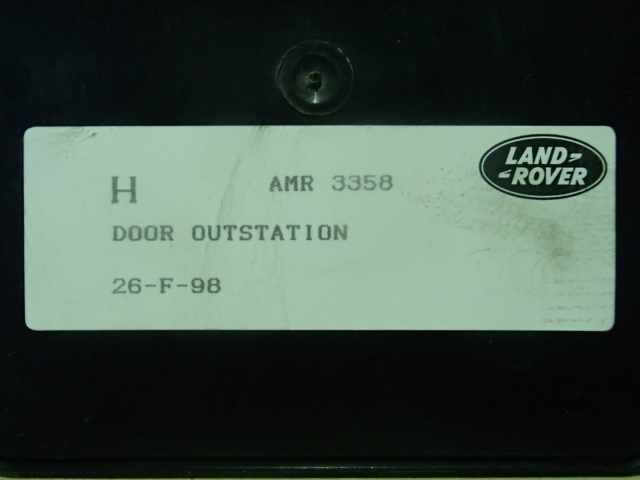 LAND
ROVER
H AMR 3358
DOOR OUTSTATION
26-F-98